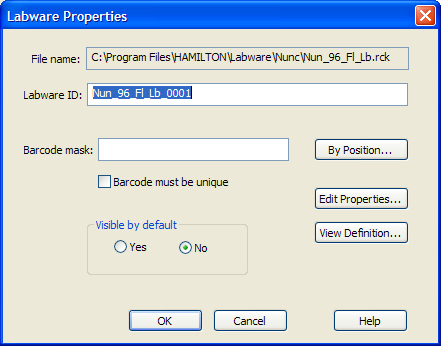 Labware Properties
File name: C:\Program Files\HAMILTON\Labware\Nunc\Nun_96_Fl_Lb.rck
Labware ID: Nun_96_Fl_Lb_0001
Barcode mask: By Position...
Barcode must be unique
Edit Properties...
Visible by default
View Definition...
Yes No
OK Cancel Help